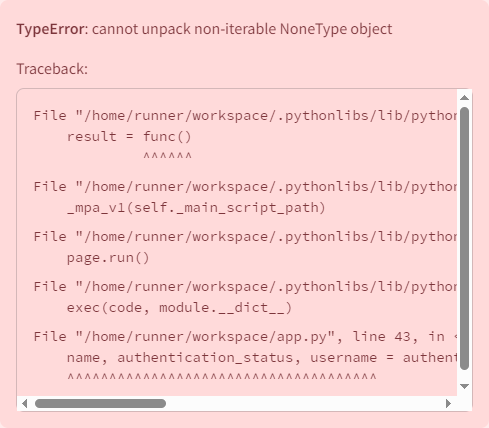 TypeError: cannot unpack non-iterable NoneType object
Traceback:
File "/home/runner/workspace/.pythonlibs/lib/python
result = func()
^^^^^^
File "/home/runner/workspace/.pythonlibs/lib/python
_mpa_v1(self._main_script_path)
File "/home/runner/workspace/.pythonlibs/lib/python
page.run()
File "/home/runner/workspace/.pythonlibs/lib/python
exec(code, module.__dict__)
File "/home/runner/workspace/app.py", line 43, in <
name, authentication_status, username = authent
^^^^^^^^^^^^^^^^^^^^^^^^^^^^^^^^^^^^^